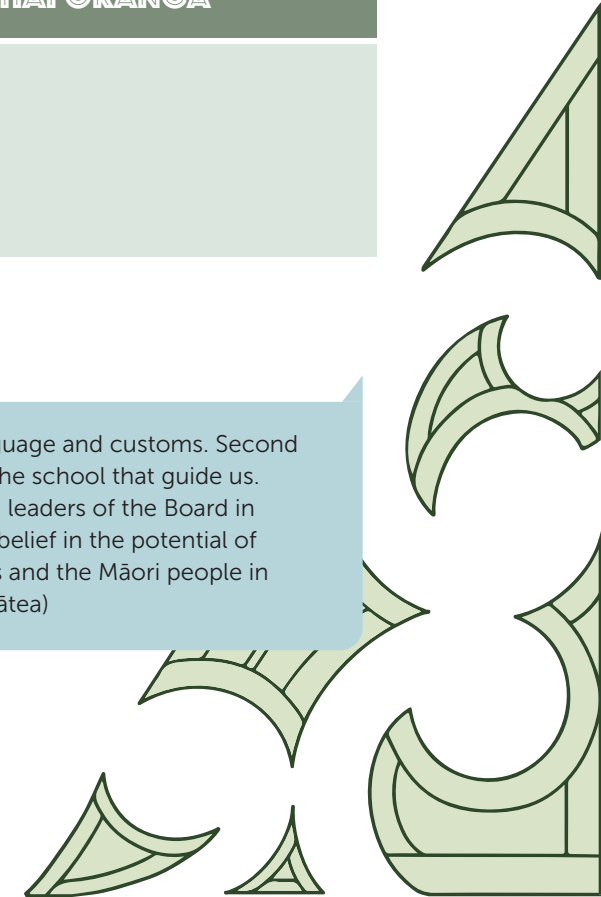 guage and customs. Second
he school that guide us.
leaders of the Board in
belief in the potential of
s and the Māori people in
ātea)